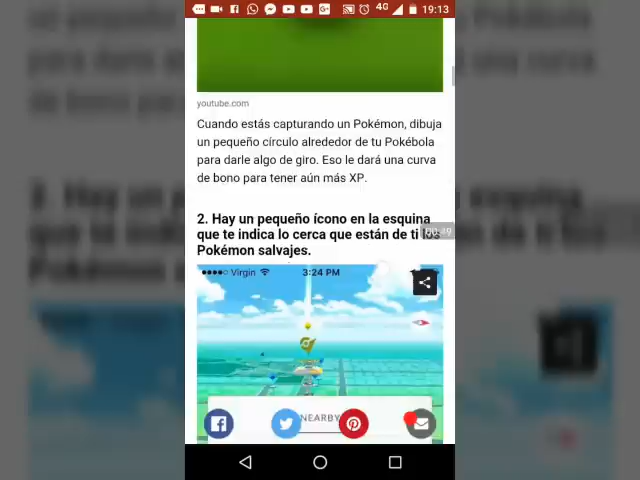 4G 19:13
youtube.com
Cuando estás capturando un Pokémon, dibuja
un pequeño círculo alrededor de tu Pokébola
para darle algo de giro. Eso le dará una curva
de bono para tener aún más XP.
2. Hay un pequeño ícono en la esquina
que te indica lo cerca que están de ti los
Pokémon salvajes.
Virgin 3:24 PM
NEARBY